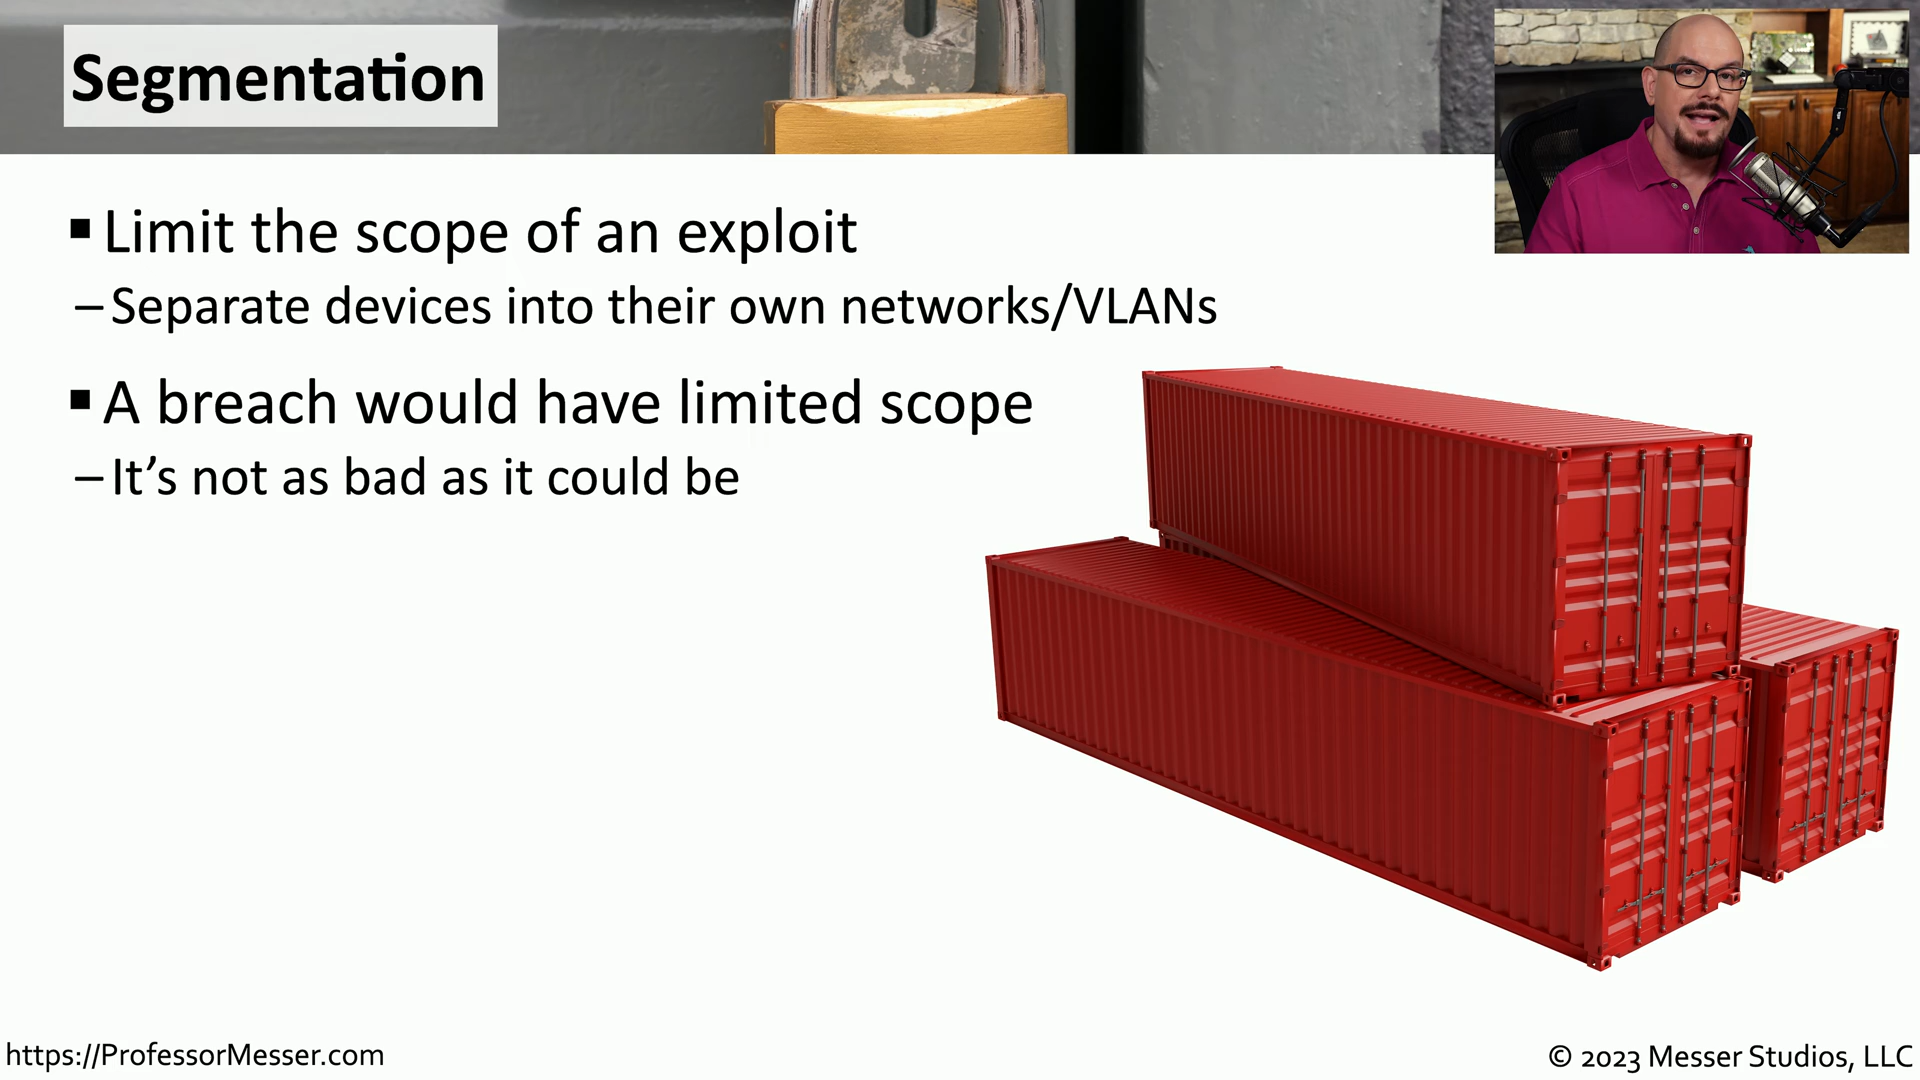 Segmentation
▪ Limit the scope of an exploit
– Separate devices into their own networks/VLANs
▪ A breach would have limited scope
– It’s not as bad as it could be
https://ProfessorMesser.com
© 2023 Messer Studios, LLC